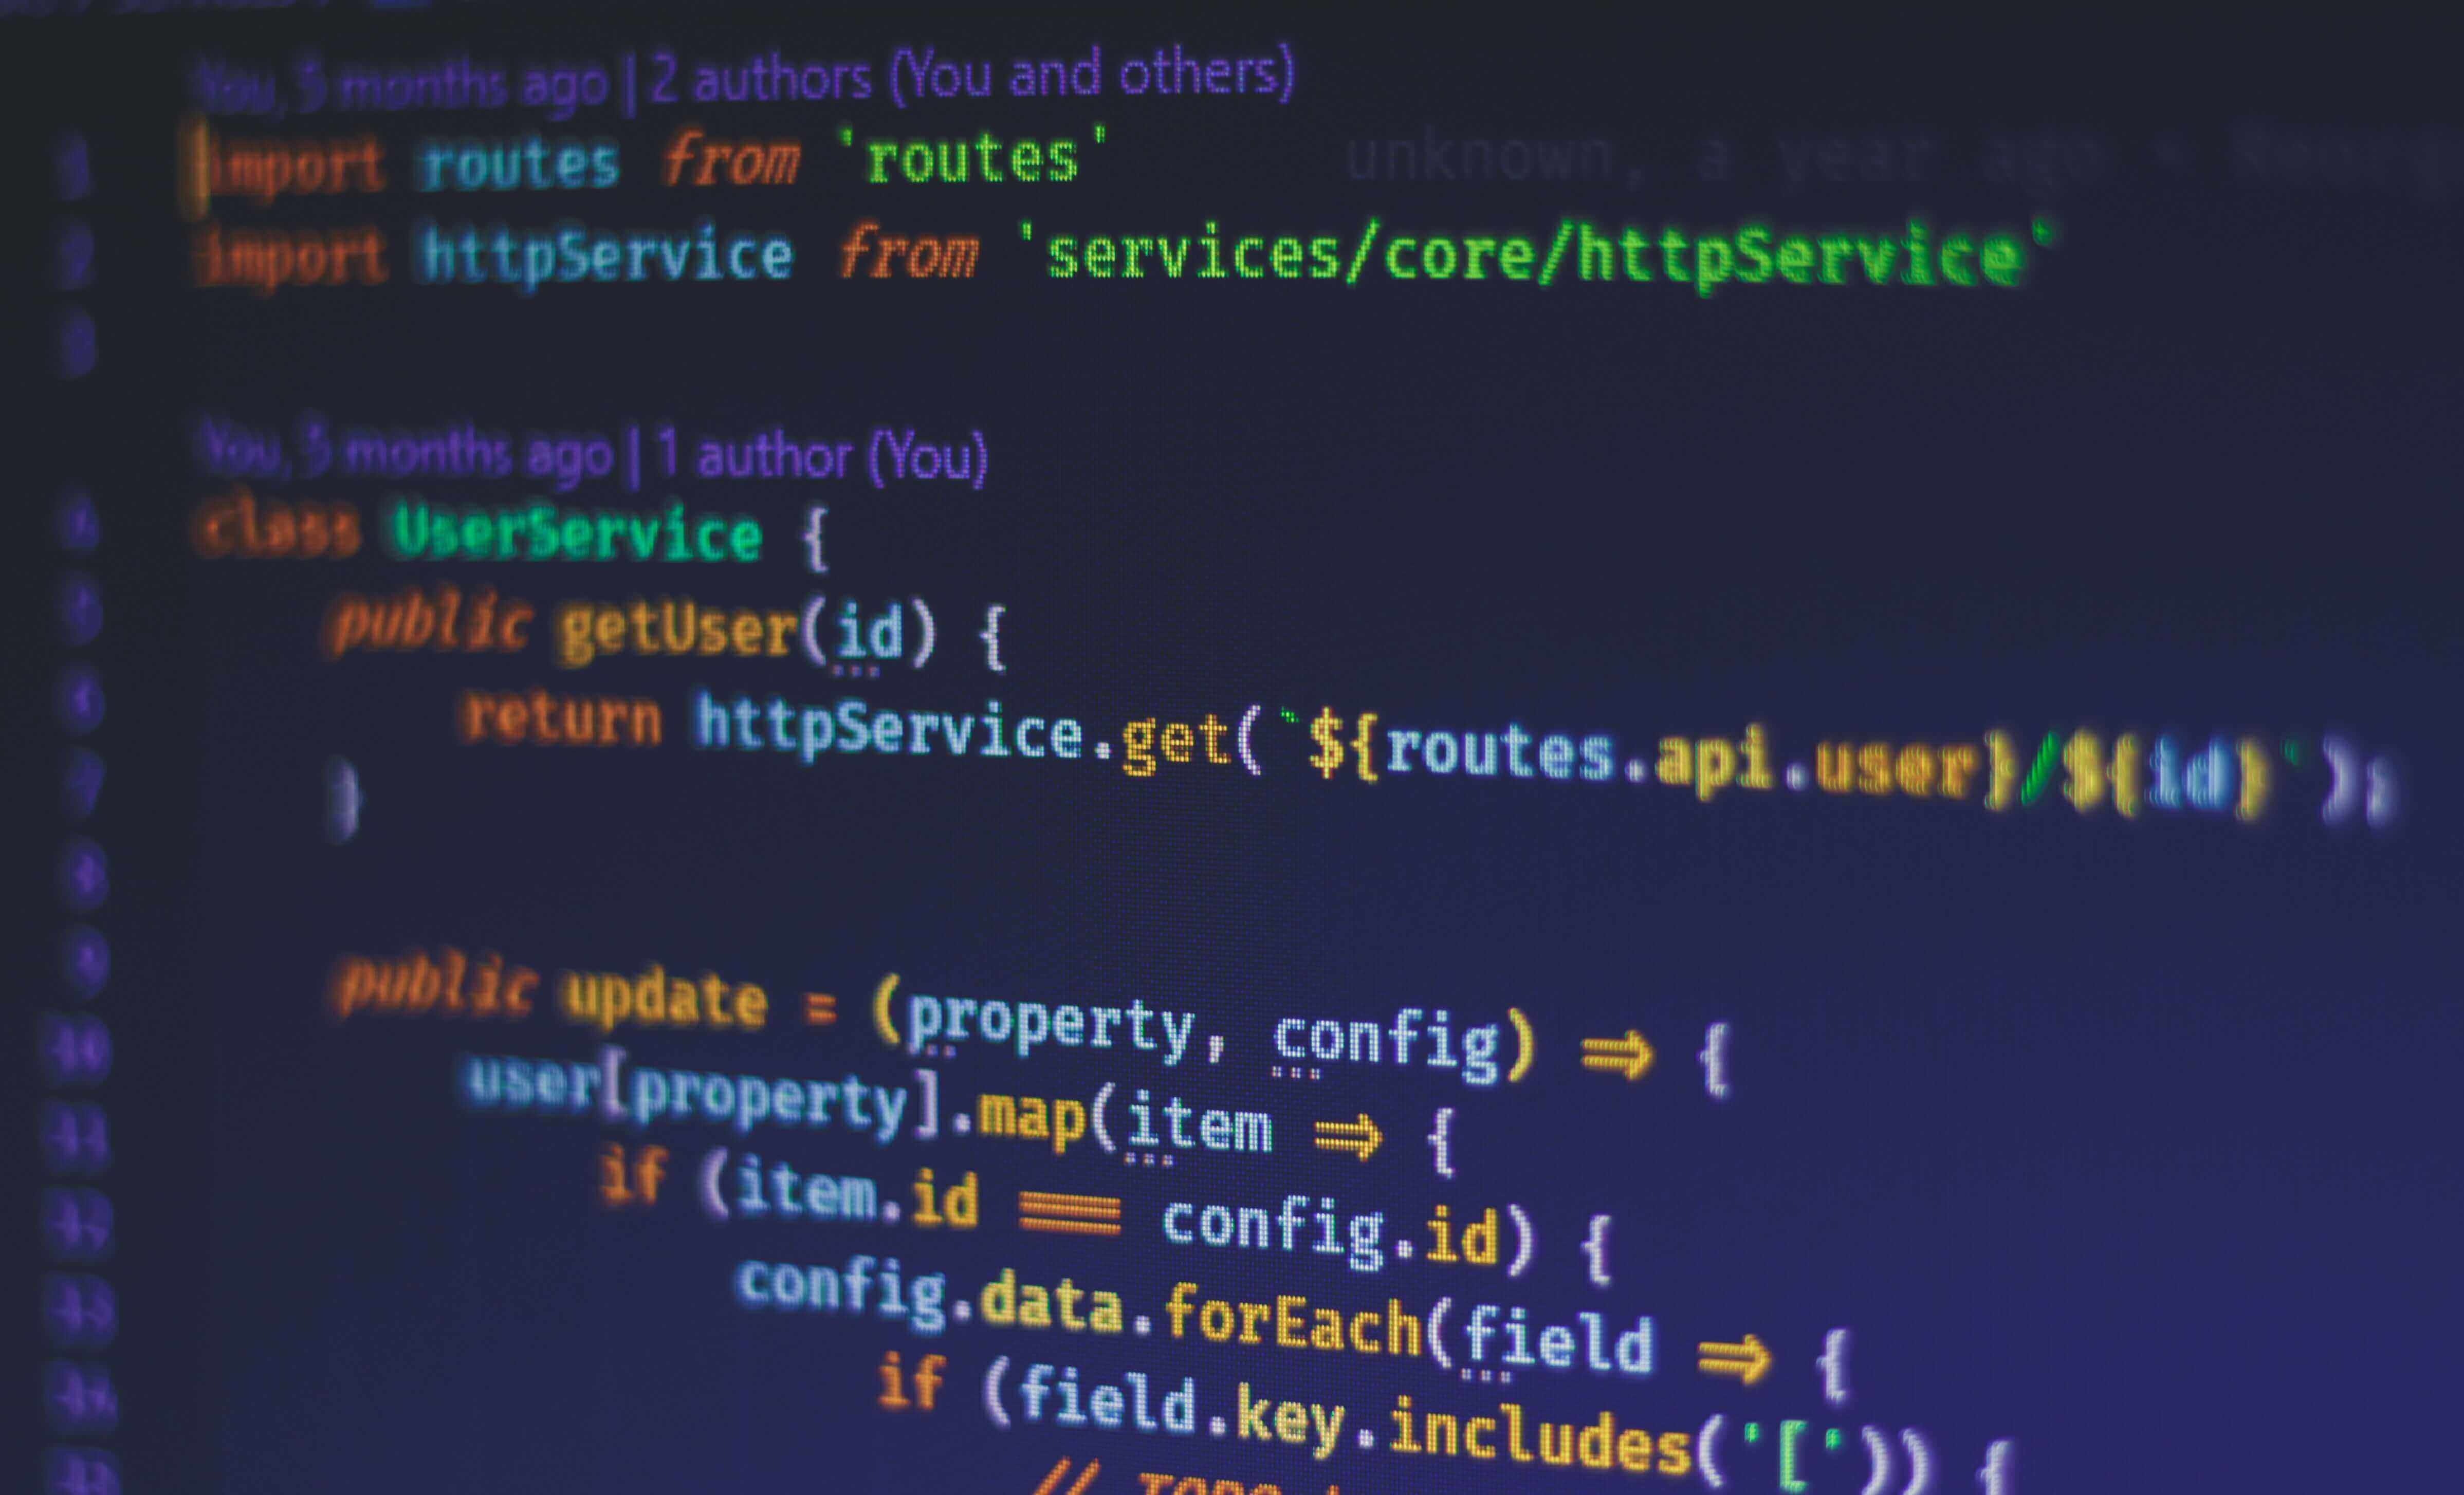 You, 5 months ago | 2 authors (You and others)
1 import routes from 'routes' unknown, a year ago •
2 import httpService from 'services/core/httpService'
3
You, 5 months ago | 1 author (You)
4 class UserService {
5 public getUser(id) {
6 return httpService.get(`${routes.api.user}/${id}`);
7 }
8
9 public update = (property, config) => {
10 user[property].map(item => {
11 if (item.id === config.id) {
12 config.data.forEach(field => {
13 if (field.key.includes('[')) {
// TODO